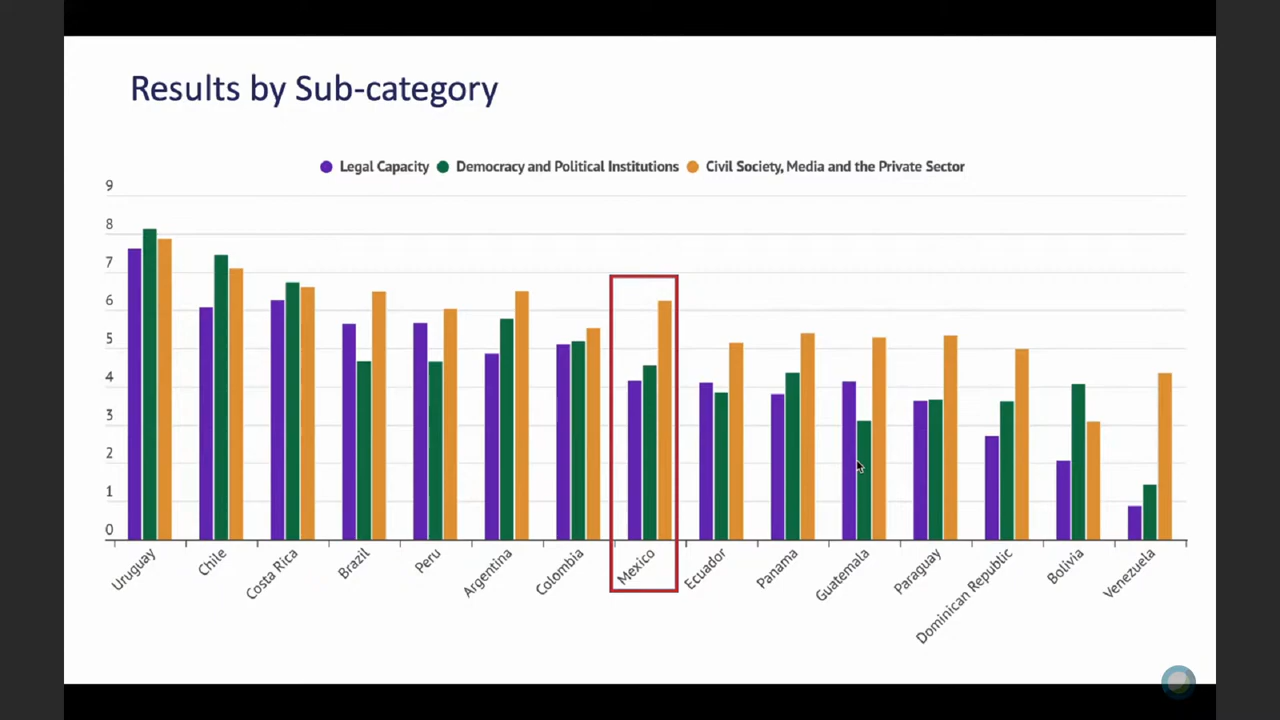 Results by Sub-category
Legal Capacity Democracy and Political Institutions Civil Society, Media and the Private Sector
9
8
7
6
5
4
3
2
1
0
Uruguay
Chile
Costa Rica
Brazil
Peru
Argentina
Colombia
Mexico
Ecuador
Panama
Guatemala
Paraguay
Dominican Republic
Bolivia
Venezuela